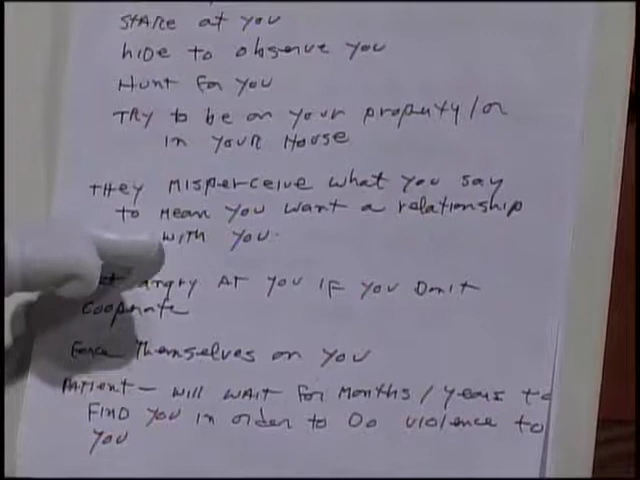 STARE at you
hide to observe you
Hunt for you
TRY to be on your property/or
in YOUR House
THEY MISperceive what you say
to mean you want a relationship
with you.
angry AT you IF you DON't
cooperate
Force themselves on you
PATIENT - will WAIT for Months/years to
FIND you in order to Do violence to
you